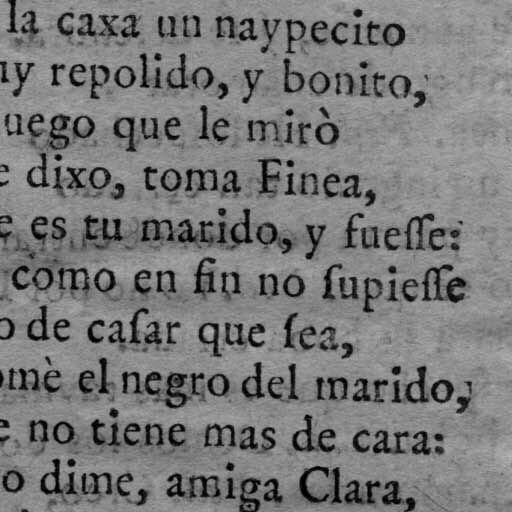 la caxa un naypecito
uy repolido, y bonito,
uego que le mirò
e dixo, toma Finea,
e es tu marido, y fuesse:
como en fin no ſupieſſe
o de caſar que ſea,
omè el negro del marido,
e no tiene mas de cara:
o dime, amiga Clara,